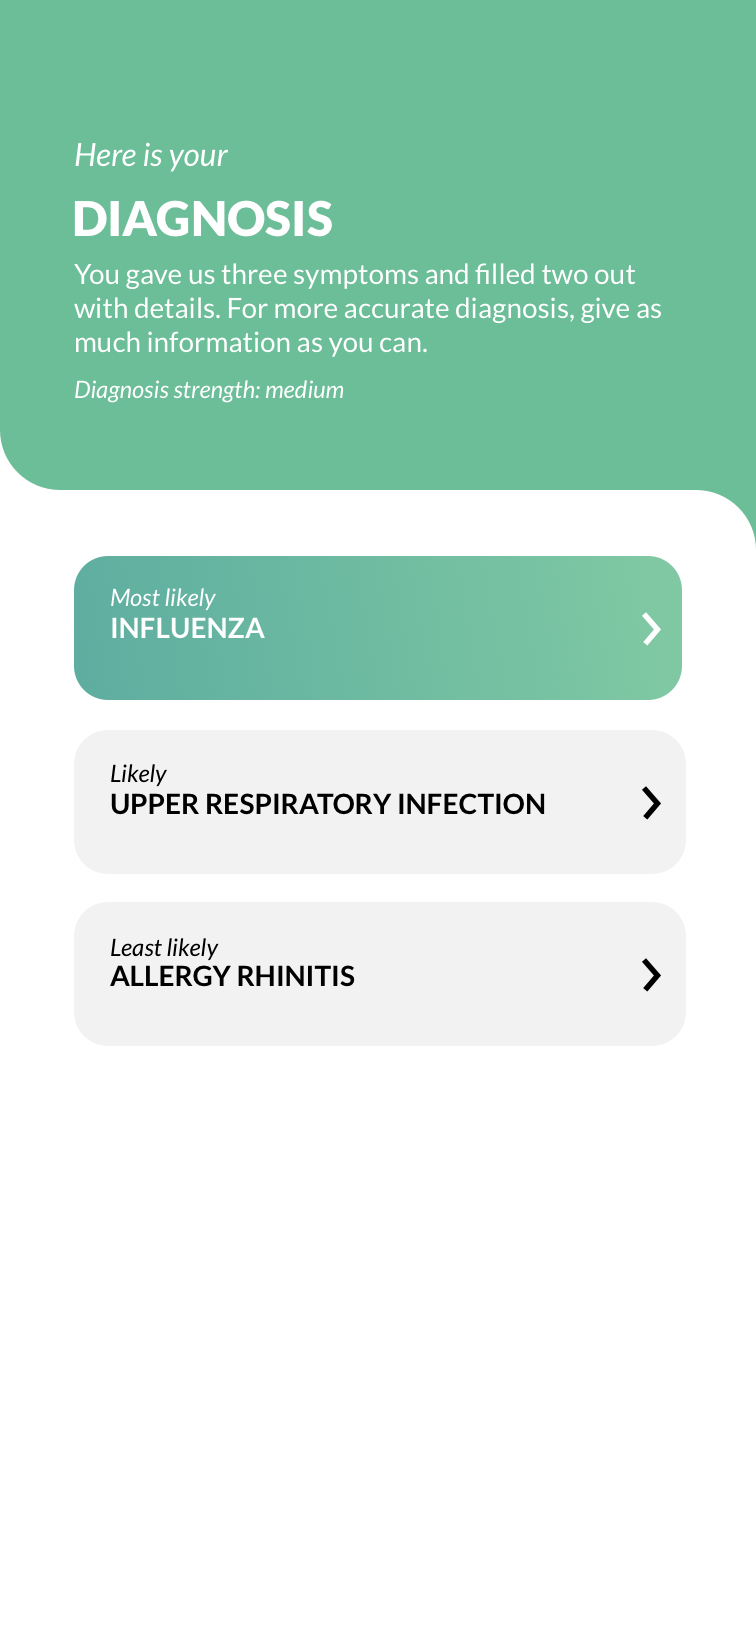 Here is your
DIAGNOSIS
You gave us three symptoms and filled two out
with details. For more accurate diagnosis, give as
much information as you can.
Diagnosis strength: medium
Most likely
INFLUENZA
Likely
UPPER RESPIRATORY INFECTION
Least likely
ALLERGY RHINITIS